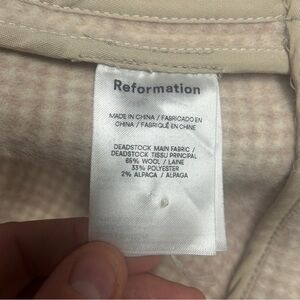 Reformation
MADE IN CHINA / FABRICADO EN
CHINA / FABRIQUÉ EN CHINE
DEADSTOCK MAIN FABRIC /
DEADSTOCK TISSU PRINCIPAL
65% WOOL / LAINE
33% POLYESTER
2% ALPACA / ALPAGA